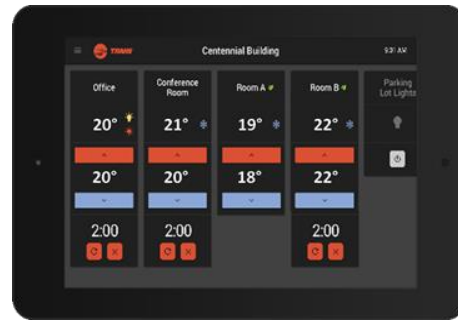 TRANE
Centennial Building
9:31 AM
Office
Conference
Room
Room A
Room B
Parking
Lot Lights
20°
21°
19°
22°
20°
20°
18°
22°
2:00
2:00
2:00